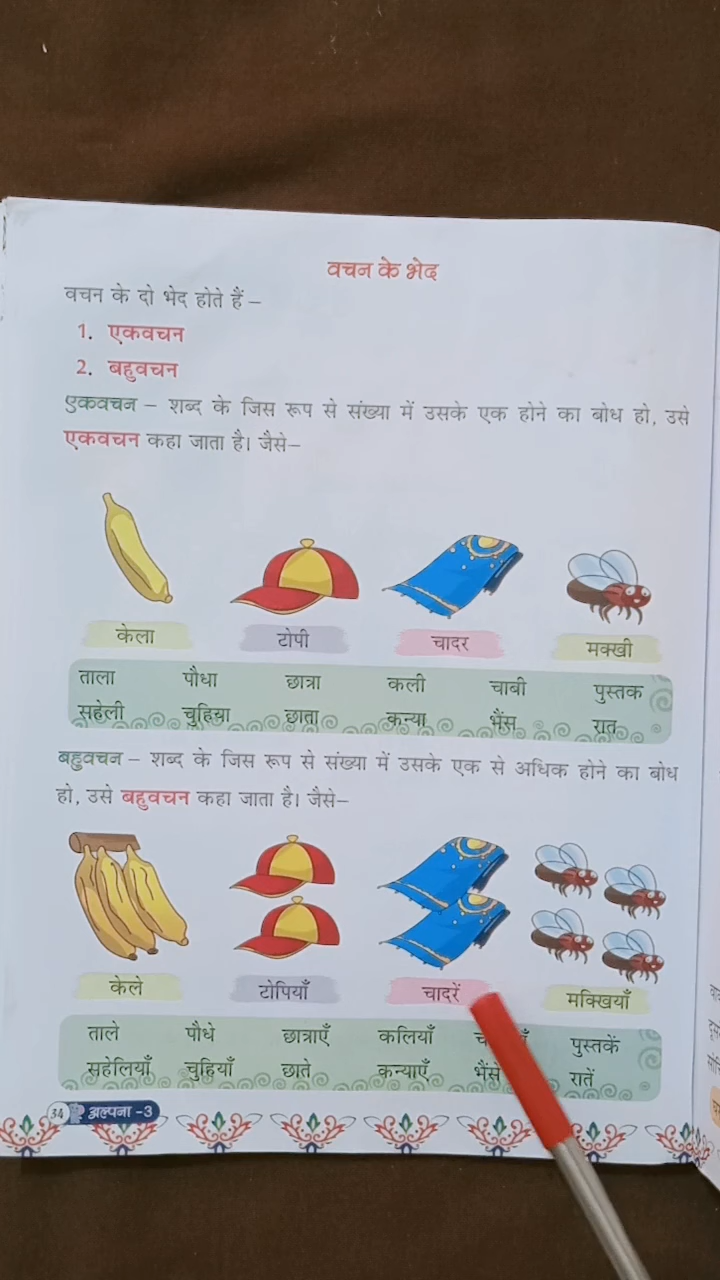 वचन के भेद
वचन के दो भेद होते हैं –
1. एकवचन
2. बहुवचन
एकवचन – शब्द के जिस रूप से संख्या में उसके एक होने का बोध हो, उसे
एकवचन कहा जाता है। जैसे–
केला टोपी चादर मक्खी
ताला पौधा छात्रा कली चाबी पुस्तक
सहेली चुहिया छाता कन्या भैंस रात
बहुवचन – शब्द के जिस रूप से संख्या में उसके एक से अधिक होने का बोध
हो, उसे बहुवचन कहा जाता है। जैसे–
केले टोपियाँ चादरें मक्खियाँ
ताले पौधे छात्राएँ कलियाँ पुस्तकें
सहेलियाँ चुहियाँ छाते कन्याएँ रातें
34 अल्पना -3